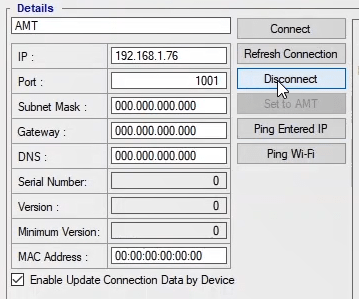 Details
AMT
Connect
IP : 192.168.1.76
Refresh Connection
Port : 1001
Disconnect
Subnet Mask : 000.000.000.000
Set to AMT
Gateway : 000.000.000.000
Ping Entered IP
DNS : 000.000.000.000
Ping Wi-Fi
Serial Number: 0
Version : 0
Minimum Version: 0
MAC Address : 00:00:00:00:00:00
Enable Update Connection Data by Device